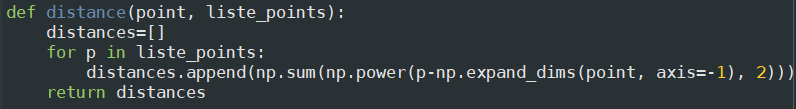 def distance(point, liste_points):
    distances=[]
    for p in liste_points:
        distances.append(np.sum(np.power(p-np.expand_dims(point, axis=-1), 2)))
    return distances